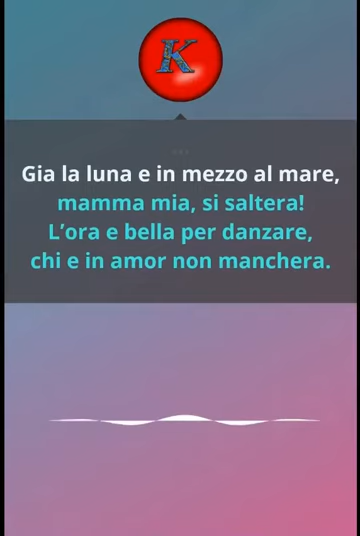 K
Gia la luna e in mezzo al mare,
mamma mia, si saltera!
L’ora e bella per danzare,
chi e in amor non manchera.